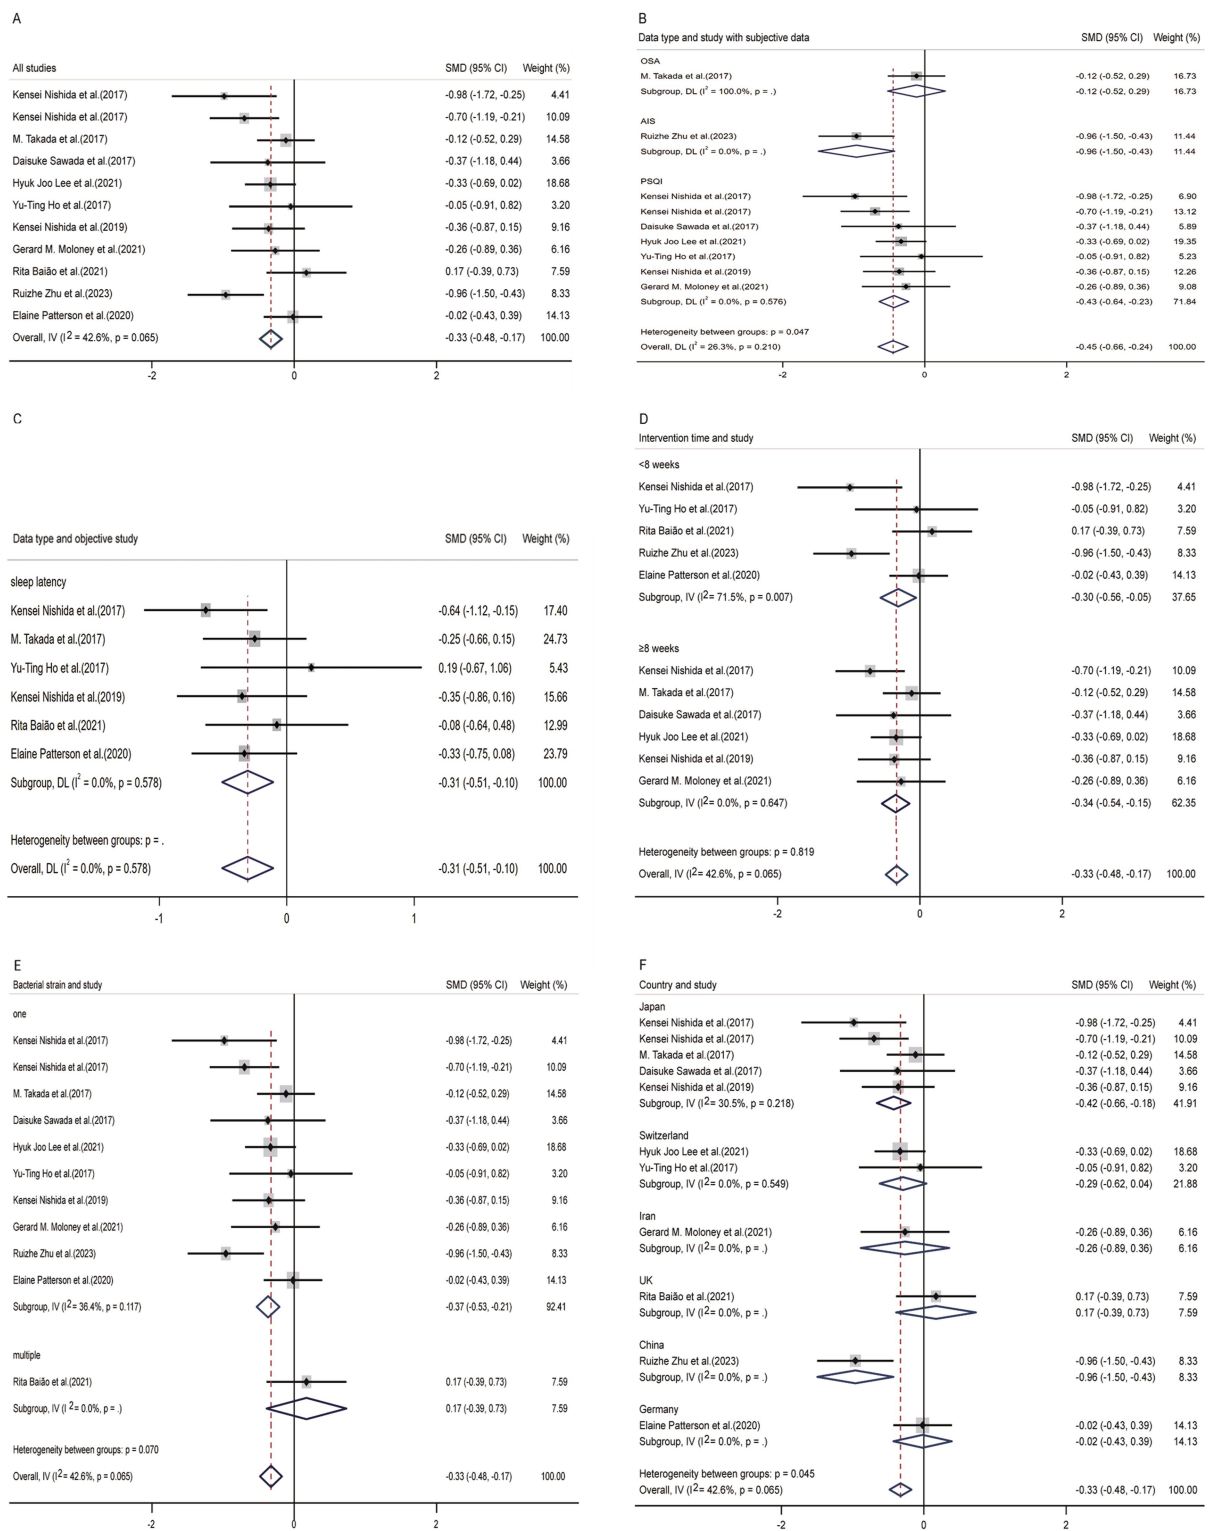 A
All studies SMD (95% CI) Weight (%)
Kensei Nishida et al.(2017) -0.98 (-1.72, -0.25) 4.41
Kensei Nishida et al.(2017) -0.70 (-1.19, -0.21) 10.09
M. Takada et al.(2017) -0.12 (-0.52, 0.29) 14.58
Daisuke Sawada et al.(2017) -0.37 (-1.18, 0.44) 3.66
Hyuk Joo Lee et al.(2021) -0.33 (-0.69, 0.02) 18.68
Yu-Ting Ho et al.(2017) -0.05 (-0.91, 0.82) 3.20
Kensei Nishida et al.(2019) -0.36 (-0.87, 0.15) 9.16
Gerard M. Moloney et al.(2021) -0.26 (-0.89, 0.36) 6.16
Rita Baião et al.(2021) 0.17 (-0.39, 0.73) 7.59
Ruizhe Zhu et al.(2023) -0.96 (-1.50, -0.43) 8.33
Elaine Patterson et al.(2020) -0.02 (-0.43, 0.39) 14.13
Overall, IV (I2 = 42.6%, p = 0.065) -0.33 (-0.48, -0.17) 100.00
-2 0 2
B
Data type and study with subjective data SMD (95% CI) Weight (%)
OSA
M. Takada et al.(2017) -0.12 (-0.52, 0.29) 16.73
Subgroup, DL (I2 = 100.0%, p = .) -0.12 (-0.52, 0.29) 16.73
AIS
Ruizhe Zhu et al.(2023) -0.96 (-1.50, -0.43) 11.44
Subgroup, DL (I2 = 0.0%, p = .) -0.96 (-1.50, -0.43) 11.44
PSQI
Kensei Nishida et al.(2017) -0.98 (-1.72, -0.25) 6.90
Kensei Nishida et al.(2017) -0.70 (-1.19, -0.21) 13.12
Daisuke Sawada et al.(2017) -0.37 (-1.18, 0.44) 5.89
Hyuk Joo Lee et al.(2021) -0.33 (-0.69, 0.02) 19.35
Yu-Ting Ho et al.(2017) -0.05 (-0.91, 0.82) 5.23
Kensei Nishida et al.(2019) -0.36 (-0.87, 0.15) 12.26
Gerard M. Moloney et al.(2021) -0.26 (-0.89, 0.36) 9.08
Subgroup, DL (I2 = 0.0%, p = 0.576) -0.43 (-0.64, -0.23) 71.84
Heterogeneity between groups: p = 0.047
Overall, DL (I2 = 26.3%, p = 0.210) -0.45 (-0.66, -0.24) 100.00
-2 0 2
C
Data type and objective study SMD (95% CI) Weight (%)
sleep latency
Kensei Nishida et al.(2017) -0.64 (-1.12, -0.15) 17.40
M. Takada et al.(2017) -0.25 (-0.66, 0.15) 24.73
Yu-Ting Ho et al.(2017) 0.19 (-0.67, 1.06) 5.43
Kensei Nishida et al.(2019) -0.35 (-0.86, 0.16) 15.66
Rita Baião et al.(2021) -0.08 (-0.64, 0.48) 12.99
Elaine Patterson et al.(2020) -0.33 (-0.75, 0.08) 23.79
Subgroup, DL (I2 = 0.0%, p = 0.578) -0.31 (-0.51, -0.10) 100.00
Heterogeneity between groups: p = .
Overall, DL (I2 = 0.0%, p = 0.578) -0.31 (-0.51, -0.10) 100.00
-1 0 1
D
Intervention time and study SMD (95% CI) Weight (%)
<8 weeks
Kensei Nishida et al.(2017) -0.98 (-1.72, -0.25) 4.41
Yu-Ting Ho et al.(2017) -0.05 (-0.91, 0.82) 3.20
Rita Baião et al.(2021) 0.17 (-0.39, 0.73) 7.59
Ruizhe Zhu et al.(2023) -0.96 (-1.50, -0.43) 8.33
Elaine Patterson et al.(2020) -0.02 (-0.43, 0.39) 14.13
Subgroup, IV (I2= 71.5%, p = 0.007) -0.30 (-0.56, -0.05) 37.65
≥8 weeks
Kensei Nishida et al.(2017) -0.70 (-1.19, -0.21) 10.09
M. Takada et al.(2017) -0.12 (-0.52, 0.29) 14.58
Daisuke Sawada et al.(2017) -0.37 (-1.18, 0.44) 3.66
Hyuk Joo Lee et al.(2021) -0.33 (-0.69, 0.02) 18.68
Kensei Nishida et al.(2019) -0.36 (-0.87, 0.15) 9.16
Gerard M. Moloney et al.(2021) -0.26 (-0.89, 0.36) 6.16
Subgroup, IV (I2= 0.0%, p = 0.647) -0.34 (-0.54, -0.15) 62.35
Heterogeneity between groups: p = 0.819
Overall, IV (I2= 42.6%, p = 0.065) -0.33 (-0.48, -0.17) 100.00
-2 0 2
E
Bacterial strain and study SMD (95% CI) Weight (%)
one
Kensei Nishida et al.(2017) -0.98 (-1.72, -0.25) 4.41
Kensei Nishida et al.(2017) -0.70 (-1.19, -0.21) 10.09
M. Takada et al.(2017) -0.12 (-0.52, 0.29) 14.58
Daisuke Sawada et al.(2017) -0.37 (-1.18, 0.44) 3.66
Hyuk Joo Lee et al.(2021) -0.33 (-0.69, 0.02) 18.68
Yu-Ting Ho et al.(2017) -0.05 (-0.91, 0.82) 3.20
Kensei Nishida et al.(2019) -0.36 (-0.87, 0.15) 9.16
Gerard M. Moloney et al.(2021) -0.26 (-0.89, 0.36) 6.16
Ruizhe Zhu et al.(2023) -0.96 (-1.50, -0.43) 8.33
Elaine Patterson et al.(2020) -0.02 (-0.43, 0.39) 14.13
Subgroup, IV (I2= 36.4%, p = 0.117) -0.37 (-0.53, -0.21) 92.41
multiple
Rita Baião et al.(2021) 0.17 (-0.39, 0.73) 7.59
Subgroup, IV (I 2= 0.0%, p = .) 0.17 (-0.39, 0.73) 7.59
Heterogeneity between groups: p = 0.070
Overall, IV (I2= 42.6%, p = 0.065) -0.33 (-0.48, -0.17) 100.00
-2 0 2
F
Country and study SMD (95% CI) Weight (%)
Japan
Kensei Nishida et al.(2017) -0.98 (-1.72, -0.25) 4.41
Kensei Nishida et al.(2017) -0.70 (-1.19, -0.21) 10.09
M. Takada et al.(2017) -0.12 (-0.52, 0.29) 14.58
Daisuke Sawada et al.(2017) -0.37 (-1.18, 0.44) 3.66
Kensei Nishida et al.(2019) -0.36 (-0.87, 0.15) 9.16
Subgroup, IV (I2= 30.5%, p = 0.218) -0.42 (-0.66, -0.18) 41.91
Switzerland
Hyuk Joo Lee et al.(2021) -0.33 (-0.69, 0.02) 18.68
Yu-Ting Ho et al.(2017) -0.05 (-0.91, 0.82) 3.20
Subgroup, IV (I2= 0.0%, p = 0.549) -0.29 (-0.62, 0.04) 21.88
Iran
Gerard M. Moloney et al.(2021) -0.26 (-0.89, 0.36) 6.16
Subgroup, IV (I2= 0.0%, p = .) -0.26 (-0.89, 0.36) 6.16
UK
Rita Baião et al.(2021) 0.17 (-0.39, 0.73) 7.59
Subgroup, IV (I2= 0.0%, p = .) 0.17 (-0.39, 0.73) 7.59
China
Ruizhe Zhu et al.(2023) -0.96 (-1.50, -0.43) 8.33
Subgroup, IV (I2= 0.0%, p = .) -0.96 (-1.50, -0.43) 8.33
Germany
Elaine Patterson et al.(2020) -0.02 (-0.43, 0.39) 14.13
Subgroup, IV (I2= 0.0%, p = .) -0.02 (-0.43, 0.39) 14.13
Heterogeneity between groups: p = 0.045
Overall, IV (I2= 42.6%, p = 0.065) -0.33 (-0.48, -0.17) 100.00
-2 0 2